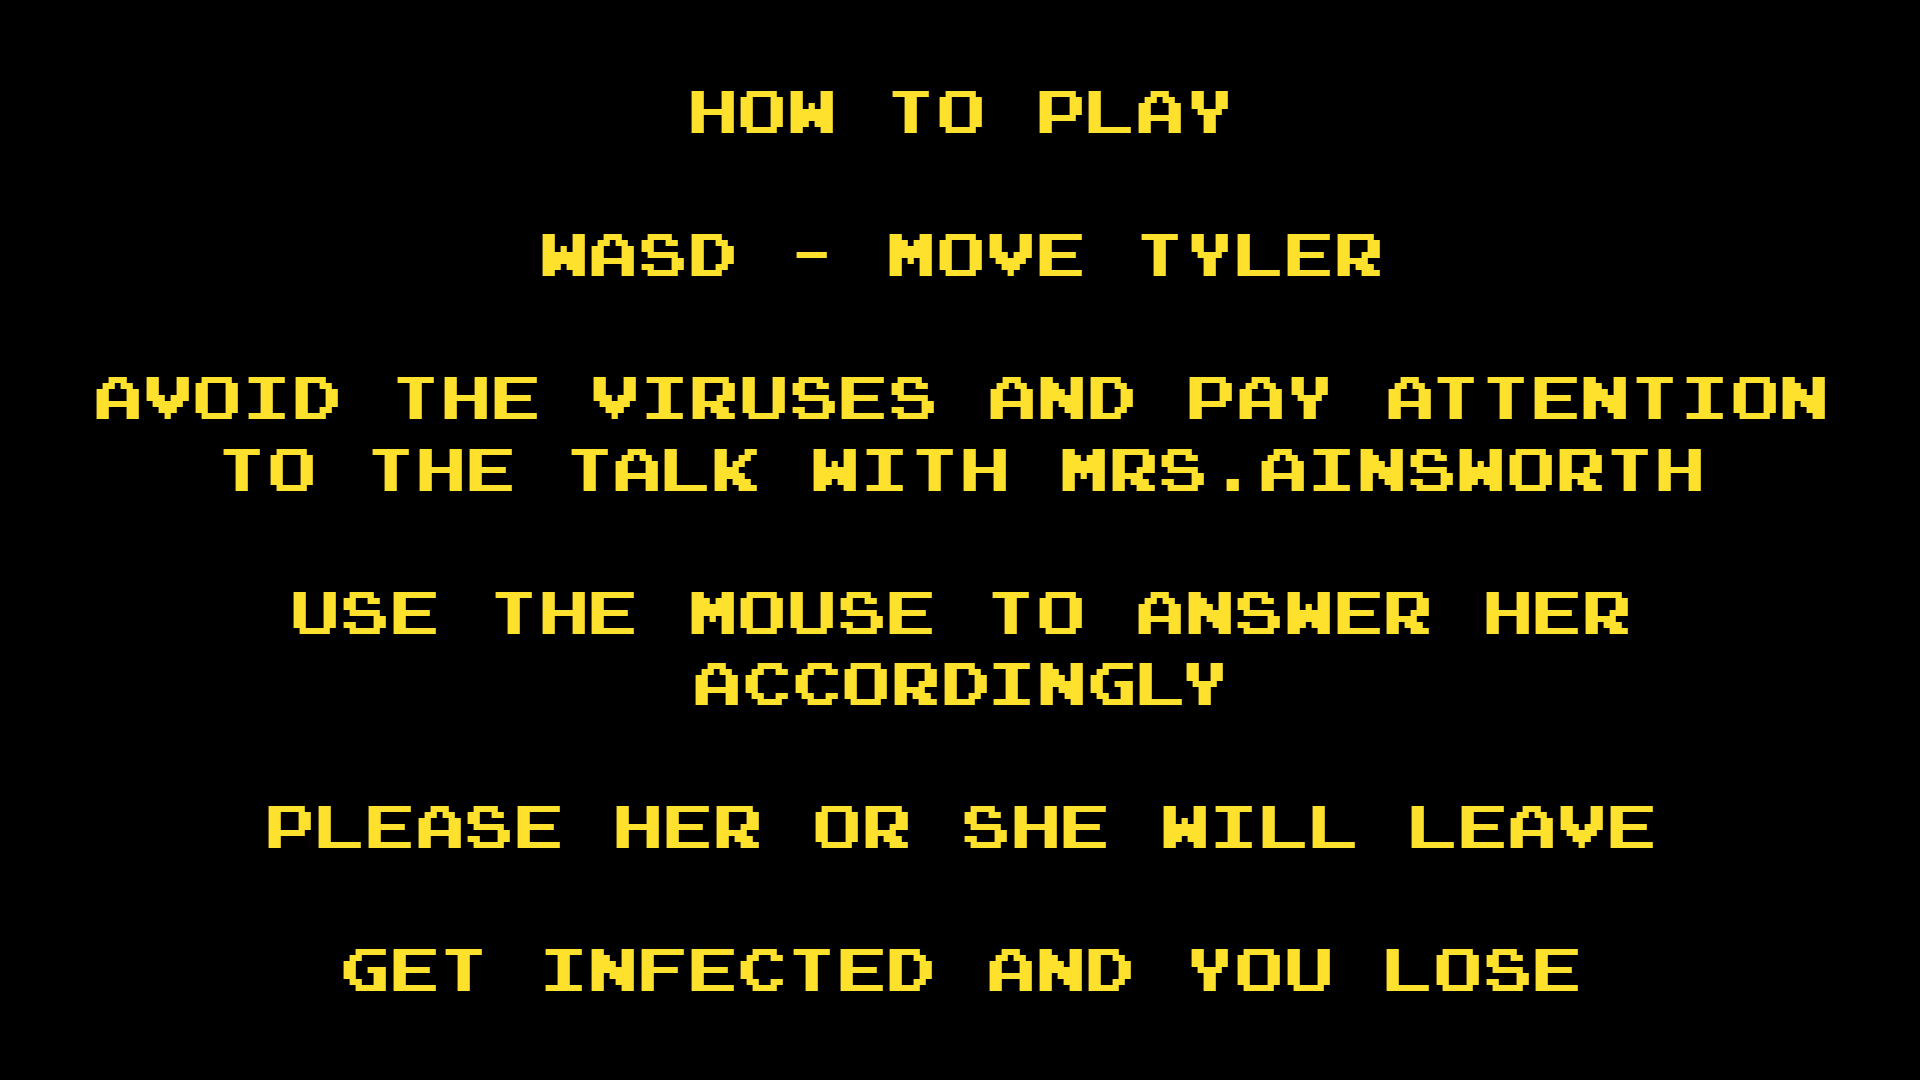 HOW TO PLAY
WASD - MOVE TYLER
AVOID THE VIRUSES AND PAY ATTENTION
TO THE TALK WITH MRS.AINSWORTH
USE THE MOUSE TO ANSWER HER
ACCORDINGLY
PLEASE HER OR SHE WILL LEAVE
GET INFECTED AND YOU LOSE